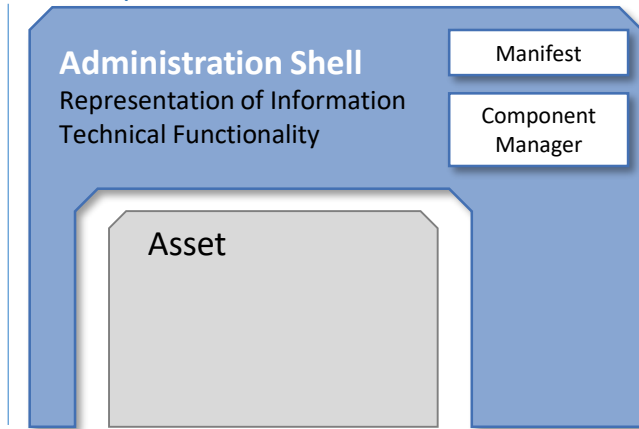 Administration Shell
Representation of Information
Technical Functionality
Manifest
Component
Manager
Asset